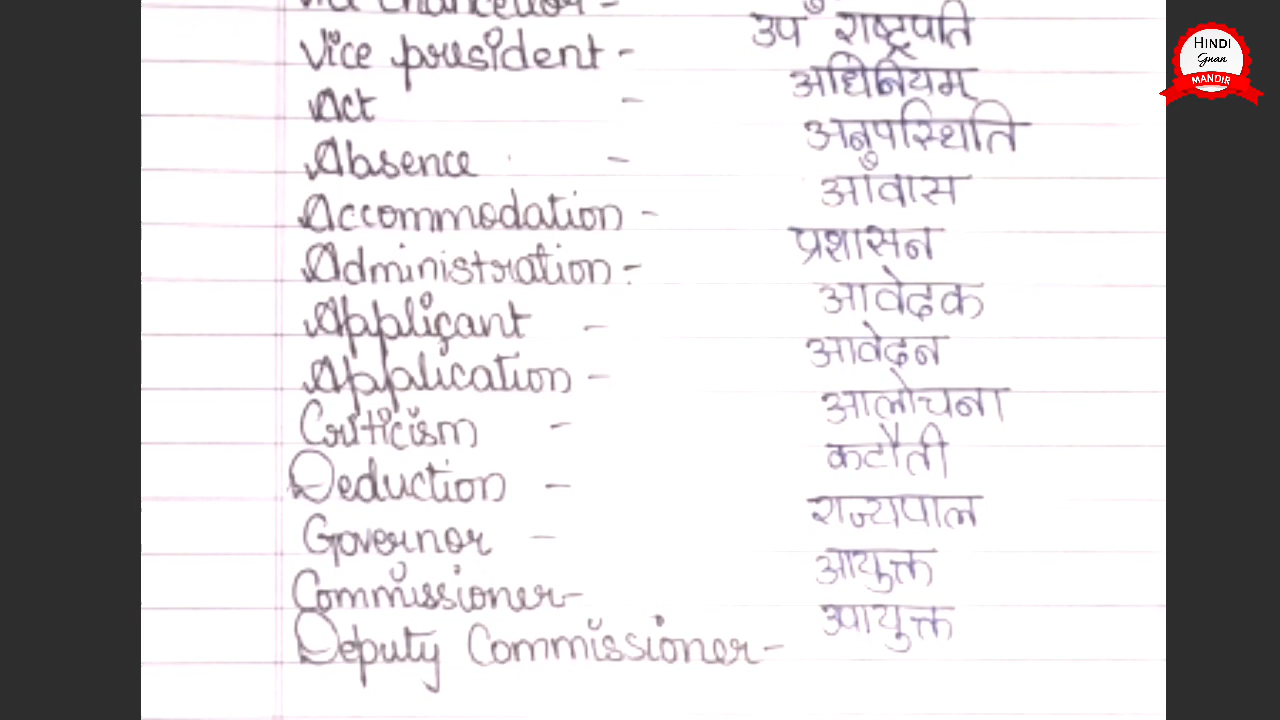 Vice president - उप राष्ट्रपति
Act - अधिनियम
Absence - अनुपस्थिति
Accommodation - आवास
Administration - प्रशासन
Applicant - आवेदक
Application - आवेदन
Criticism - आलोचना
Deduction - कटौती
Governor - राज्यपाल
Commissioner - आयुक्त
Deputy Commissioner - उपायुक्त
HINDI
Gyan
MANDIR